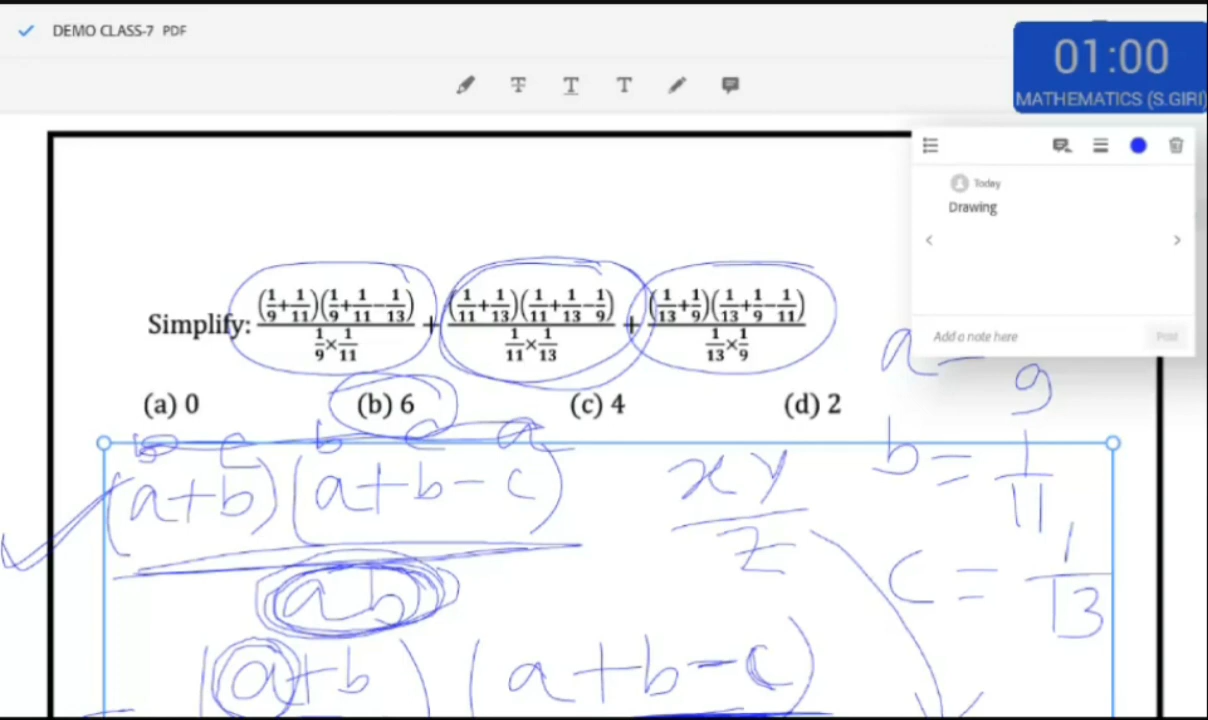 DEMO CLASS-7 PDF
01:00
MATHEMATICS (S.GIRI)
Today
Drawing
Add a note here
Post
Simplify: ((1/9+1/11)(1/9+1/11−1/13))/(1/9×1/11) + ((1/11+1/13)(1/11+1/13−1/9))/(1/11×1/13) + ((1/13+1/9)(1/13+1/9−1/11))/(1/13×1/9)
(a) 0 (b) 6 (c) 4 (d) 2
b c b c a
(a+b)(a+b-c)
ab
xy
z
a
9
b = 1/11
c = 1/13
= (a+b) (a+b-c)